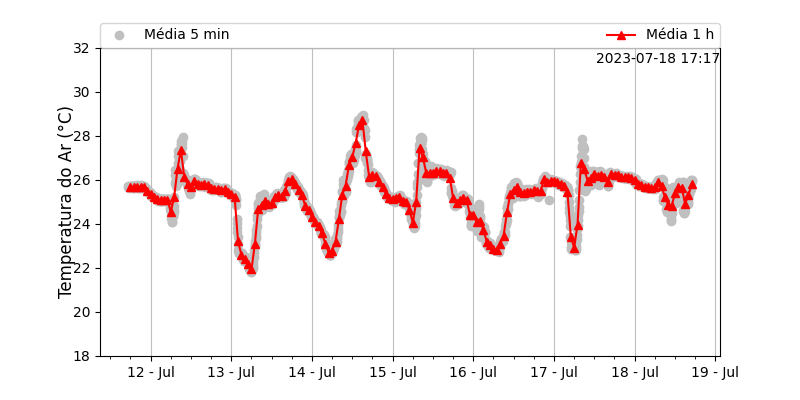 Média 5 min
Média 1 h
2023-07-18 17:17
Temperatura do Ar (°C)
32
30
28
26
24
22
20
18
12 - Jul
13 - Jul
14 - Jul
15 - Jul
16 - Jul
17 - Jul
18 - Jul
19 - Jul